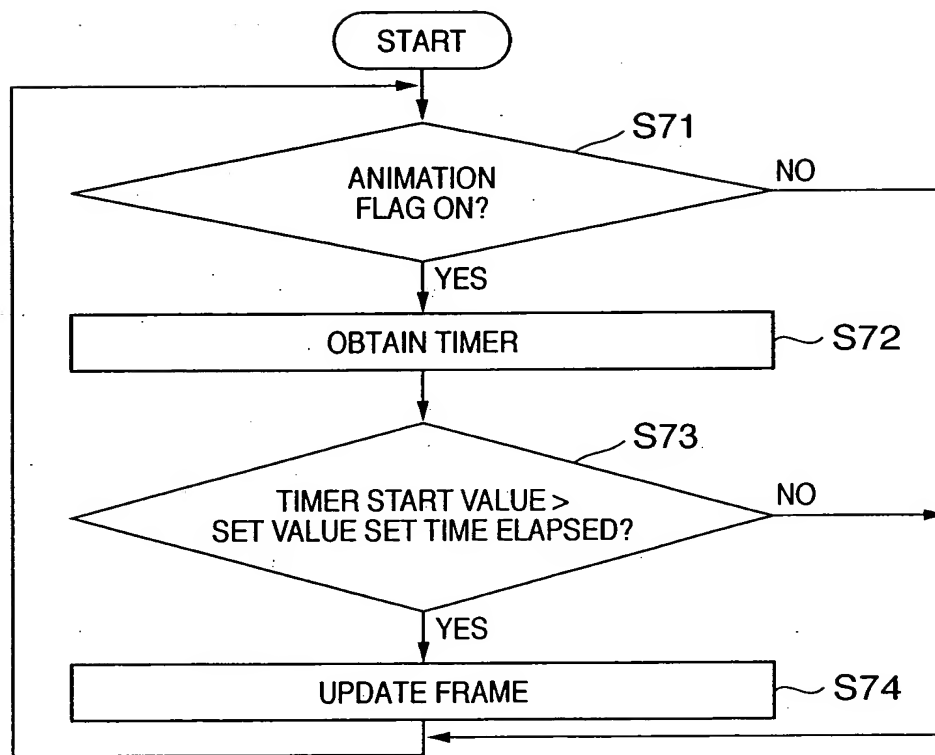 START
S71
ANIMATION
FLAG ON?
NO
YES
OBTAIN TIMER
S72
S73
TIMER START VALUE >
SET VALUE SET TIME ELAPSED?
NO
YES
UPDATE FRAME
S74